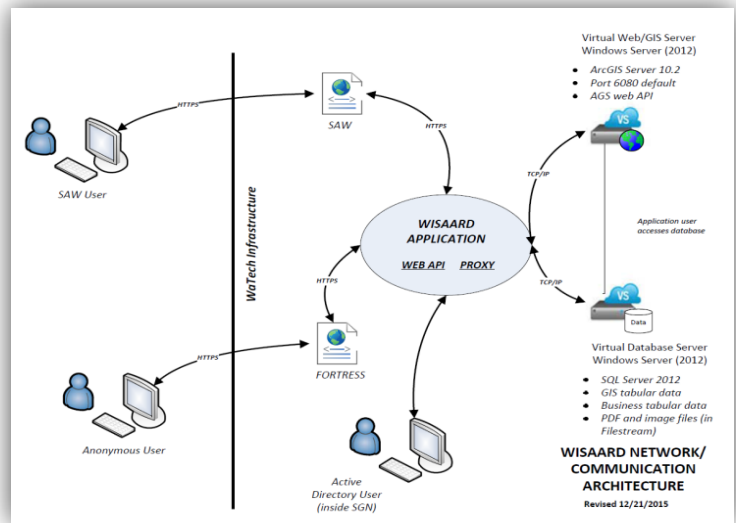 Virtual Web/GIS Server
Windows Server (2012)
• ArcGIS Server 10.2
• Port 6080 default
• AGS web API
VS
HTTPS
SAW
HTTPS
SAW User
WaTech Infrastructure
TCP/IP
WISAARD
APPLICATION
WEB API PROXY
Application user
accesses database
HTTPS
TCP/IP
VS
Data
FORTRESS
HTTPS
Anonymous User
Virtual Database Server
Windows Server (2012)
• SQL Server 2012
• GIS tabular data
• Business tabular data
• PDF and image files (in
Filestream)
Active
Directory User
(inside SGN)
WISAARD NETWORK/
COMMUNICATION
ARCHITECTURE
Revised 12/21/2015